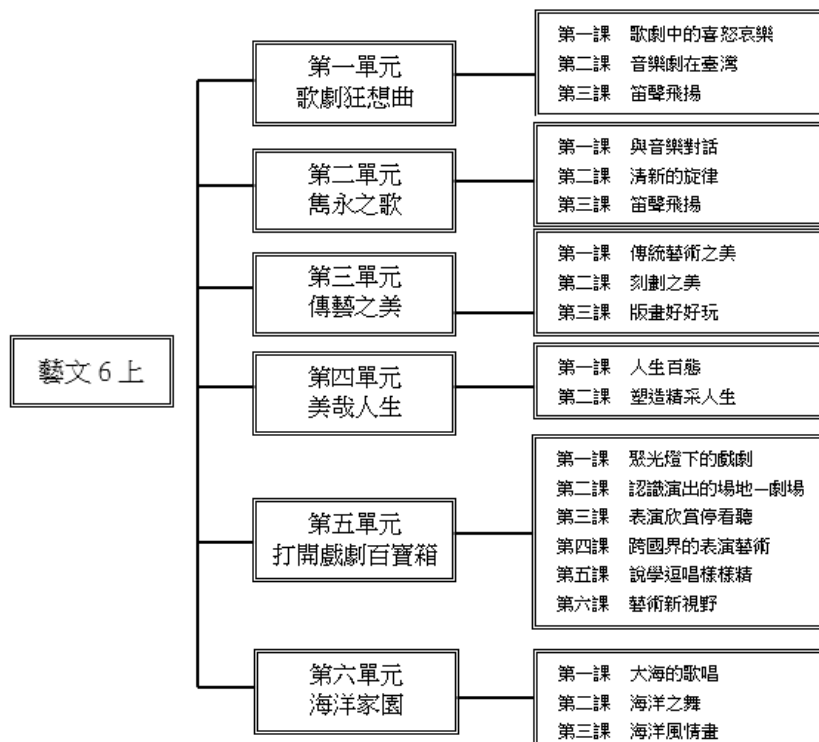 藝文6上
第一單元
歌劇狂想曲
第一課 歌劇中的喜怒哀樂
第二課 音樂劇在臺灣
第三課 笛聲飛揚
第二單元
雋永之歌
第一課 與音樂對話
第二課 清新的旋律
第三課 笛聲飛揚
第三單元
傳藝之美
第一課 傳統藝術之美
第二課 刻劃之美
第三課 版畫好好玩
第四單元
美哉人生
第一課 人生百態
第二課 塑造精采人生
第五單元
打開戲劇百寶箱
第一課 聚光燈下的戲劇
第二課 認識演出的場地—劇場
第三課 表演欣賞停看聽
第四課 跨國界的表演藝術
第五課 說學逗唱樣樣精
第六課 藝術新視野
第六單元
海洋家園
第一課 大海的歌唱
第二課 海洋之舞
第三課 海洋風情畫